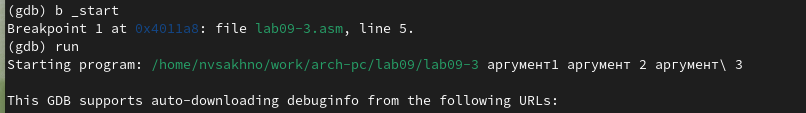 (gdb) b _start
Breakpoint 1 at 0x4011a8: file lab09-3.asm, line 5.
(gdb) run
Starting program: /home/nvsakhno/work/arch-pc/lab09/lab09-3 аргумент1 аргумент 2 аргумент\ 3
This GDB supports auto-downloading debuginfo from the following URLs: